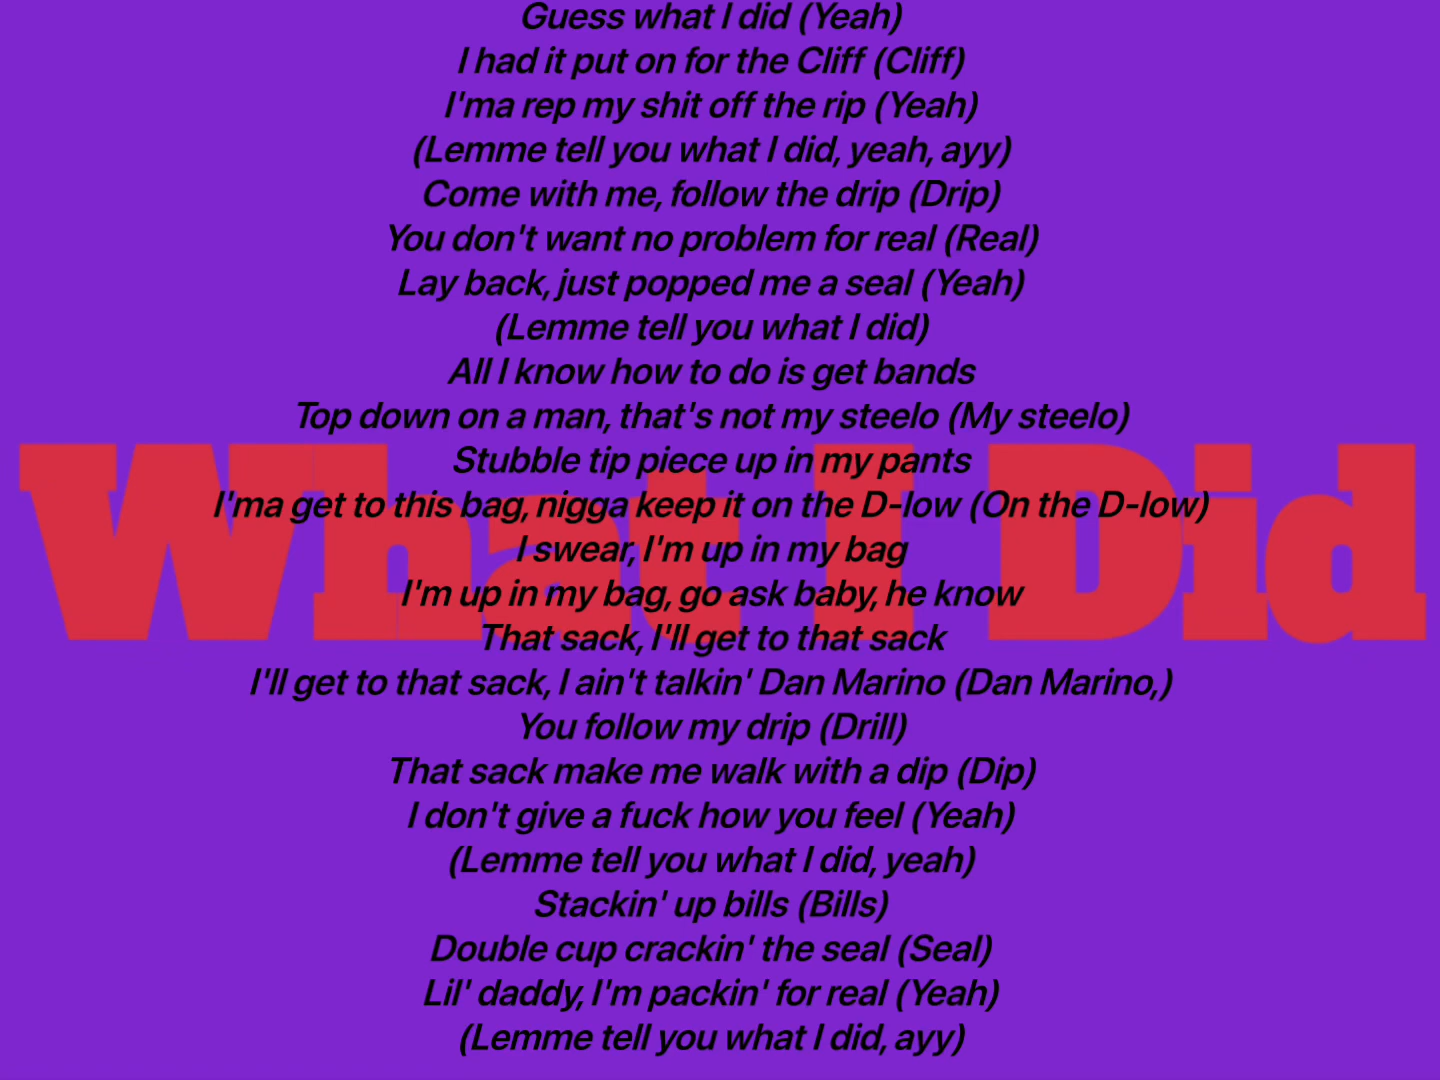 Guess what I did (Yeah)
I had it put on for the Cliff (Cliff)
I'ma rep my shit off the rip (Yeah)
(Lemme tell you what I did, yeah, ayy)
Come with me, follow the drip (Drip)
You don't want no problem for real (Real)
Lay back, just popped me a seal (Yeah)
(Lemme tell you what I did)
All I know how to do is get bands
Top down on a man, that's not my steelo (My steelo)
Stubble tip piece up in my pants
I'ma get to this bag, nigga keep it on the D-low (On the D-low)
What I Did
I swear, I'm up in my bag
I'm up in my bag, go ask baby, he know
That sack, I'll get to that sack
I'll get to that sack, I ain't talkin' Dan Marino (Dan Marino,)
You follow my drip (Drill)
That sack make me walk with a dip (Dip)
I don't give a fuck how you feel (Yeah)
(Lemme tell you what I did, yeah)
Stackin' up bills (Bills)
Double cup crackin' the seal (Seal)
Lil' daddy, I'm packin' for real (Yeah)
(Lemme tell you what I did, ayy)